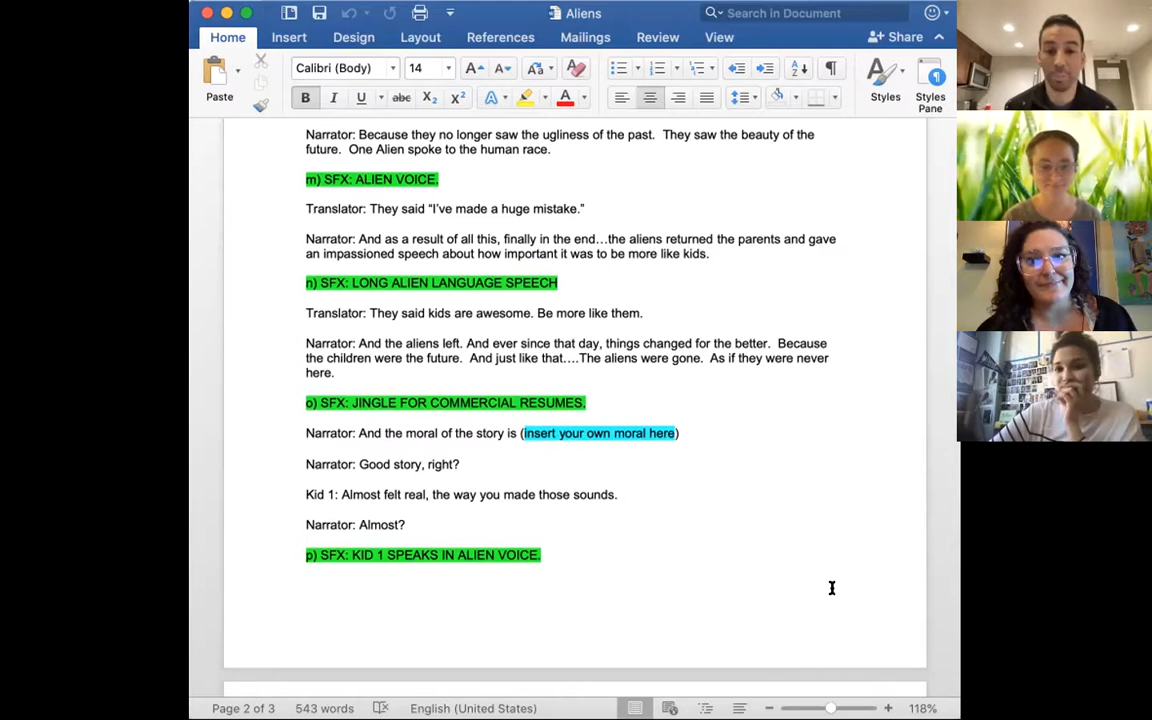 Aliens
Search in Document
Home Insert Design Layout References Mailings Review View Share
Paste
Calibri (Body) 14
Styles
Styles Pane
Narrator: Because they no longer saw the ugliness of the past.  They saw the beauty of the
future.  One Alien spoke to the human race.
m) SFX: ALIEN VOICE.
Translator: They said “I’ve made a huge mistake.”
Narrator: And as a result of all this, finally in the end…the aliens returned the parents and gave
an impassioned speech about how important it was to be more like kids.
n) SFX: LONG ALIEN LANGUAGE SPEECH
Translator: They said kids are awesome. Be more like them.
Narrator: And the aliens left. And ever since that day, things changed for the better.  Because
the children were the future.  And just like that….The aliens were gone.  As if they were never
here.
o) SFX: JINGLE FOR COMMERCIAL RESUMES.
Narrator: And the moral of the story is (insert your own moral here)
Narrator: Good story, right?
Kid 1: Almost felt real, the way you made those sounds.
Narrator: Almost?
p) SFX: KID 1 SPEAKS IN ALIEN VOICE.
Page 2 of 3 543 words English (United States) 118%